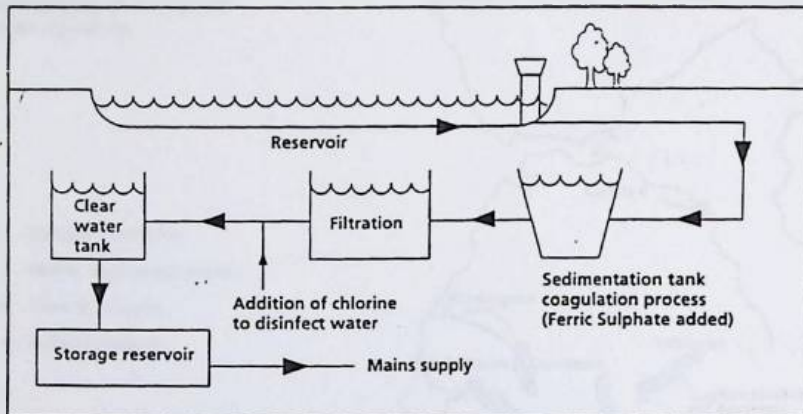 Reservoir
Clear
water
tank
Filtration
Addition of chlorine
to disinfect water
Sedimentation tank
coagulation process
(Ferric Sulphate added)
Storage reservoir
Mains supply